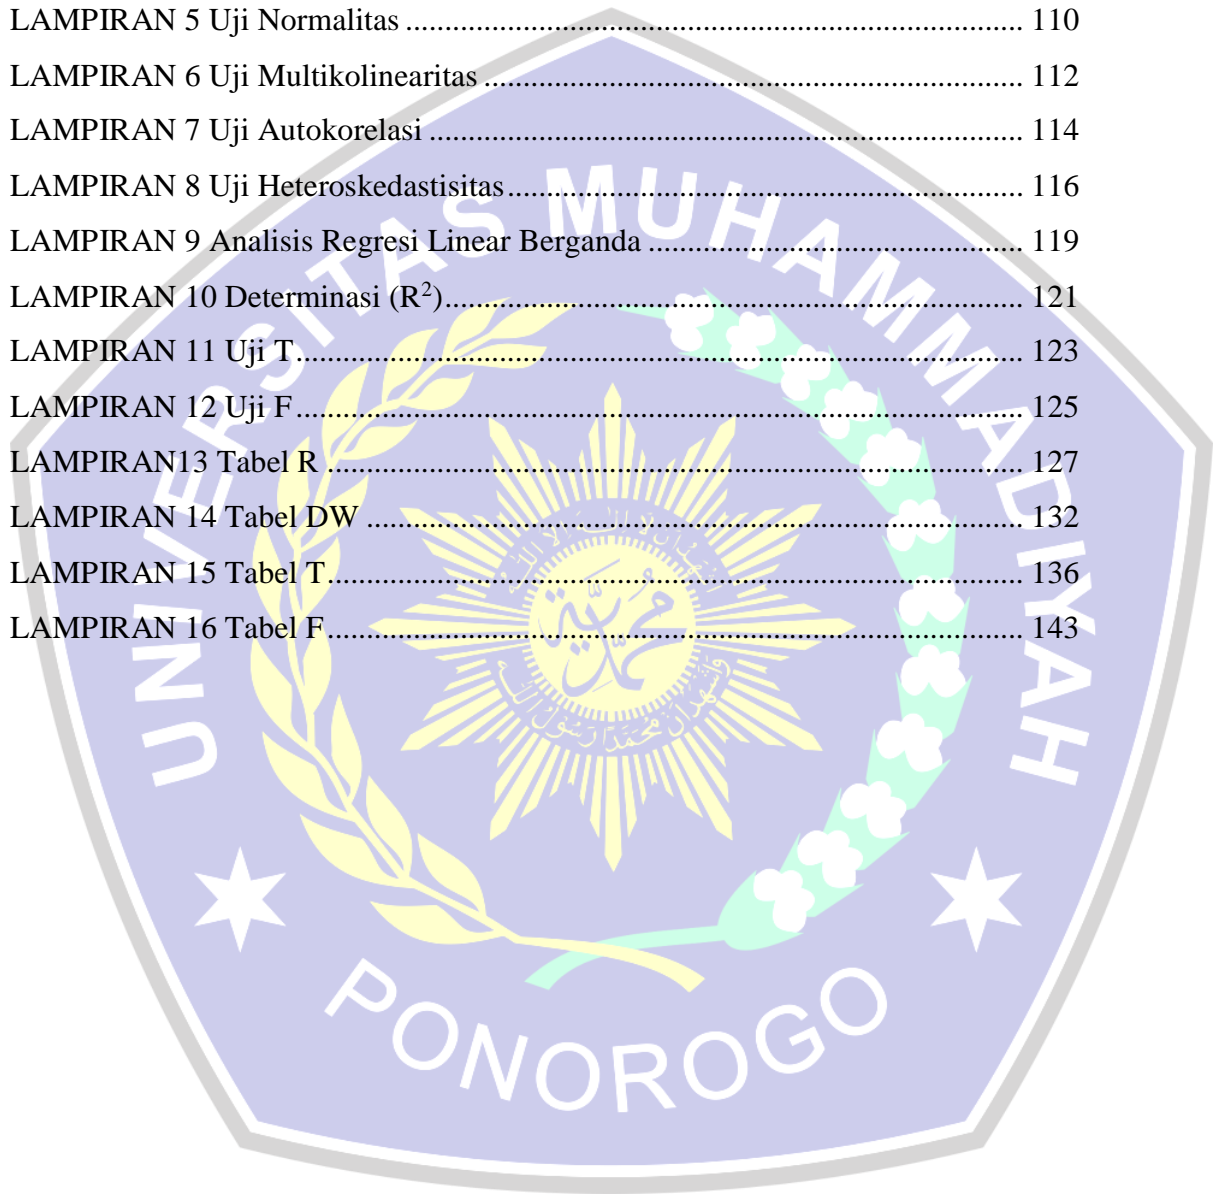 LAMPIRAN 5 Uji Normalitas ........................................................................... 110
LAMPIRAN 6 Uji Multikolinearitas ................................................................. 112
LAMPIRAN 7 Uji Autokorelasi ........................................................................ 114
LAMPIRAN 8 Uji Heteroskedastisitas .............................................................. 116
LAMPIRAN 9 Analisis Regresi Linear Berganda ............................................. 119
LAMPIRAN 10 Determinasi (R²) ...................................................................... 121
LAMPIRAN 11 Uji T ........................................................................................ 123
LAMPIRAN 12 Uji F ........................................................................................ 125
LAMPIRAN13 Tabel R .................................................................................... 127
LAMPIRAN 14 Tabel DW ................................................................................ 132
LAMPIRAN 15 Tabel T .................................................................................... 136
LAMPIRAN 16 Tabel F .................................................................................... 143
UNIVERSITAS MUHAMMADIYAH
محمدية
PONOROGO